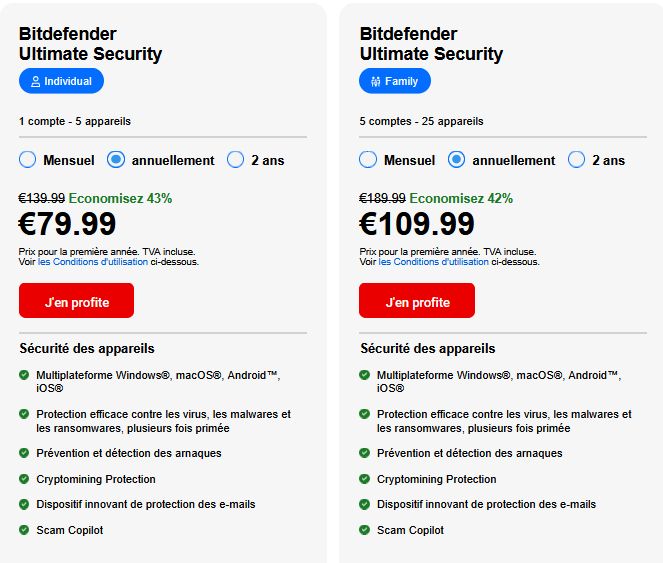 Bitdefender
Ultimate Security
Individual
1 compte - 5 appareils
Mensuel annuellement 2 ans
€139.99 Economisez 43%
€79.99
Prix pour la première année. TVA incluse.
Voir les Conditions d'utilisation ci-dessous.
J'en profite
Sécurité des appareils
Multiplateforme Windows®, macOS®, Android™,
iOS®
Protection efficace contre les virus, les malwares et
les ransomwares, plusieurs fois primée
Prévention et détection des arnaques
Cryptomining Protection
Dispositif innovant de protection des e-mails
Scam Copilot
Bitdefender
Ultimate Security
Family
5 comptes - 25 appareils
Mensuel annuellement 2 ans
€189.99 Economisez 42%
€109.99
Prix pour la première année. TVA incluse.
Voir les Conditions d'utilisation ci-dessous.
J'en profite
Sécurité des appareils
Multiplateforme Windows®, macOS®, Android™,
iOS®
Protection efficace contre les virus, les malwares et
les ransomwares, plusieurs fois primée
Prévention et détection des arnaques
Cryptomining Protection
Dispositif innovant de protection des e-mails
Scam Copilot